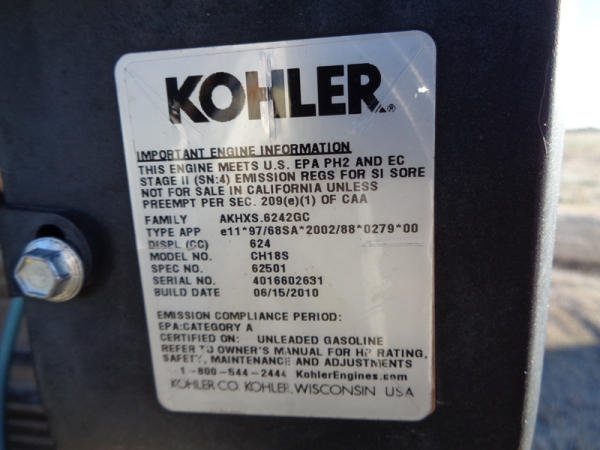 KOHLER®
IMPORTANT ENGINE INFORMATION
THIS ENGINE MEETS U.S. EPA PH2 AND EC
STAGE II (SN:4) EMISSION REGS FOR SI SORE
NOT FOR SALE IN CALIFORNIA UNLESS
PREEMPT PER SEC. 209(e)(1) OF CAA
FAMILY AKHXS.6242GC
TYPE APP e11*97/68SA*2002/88*0279*00
DISPL (CC) 624
MODEL NO. CH18S
SPEC NO. 62501
SERIAL NO. 4016602631
BUILD DATE 06/15/2010
EMISSION COMPLIANCE PERIOD:
EPA:CATEGORY A
CERTIFIED ON: UNLEADED GASOLINE
REFER TO OWNER'S MANUAL FOR HP RATING,
SAFETY, MAINTENANCE AND ADJUSTMENTS
1-800-544-2444 KohlerEngines.com
KOHLER CO. KOHLER, WISCONSIN USA